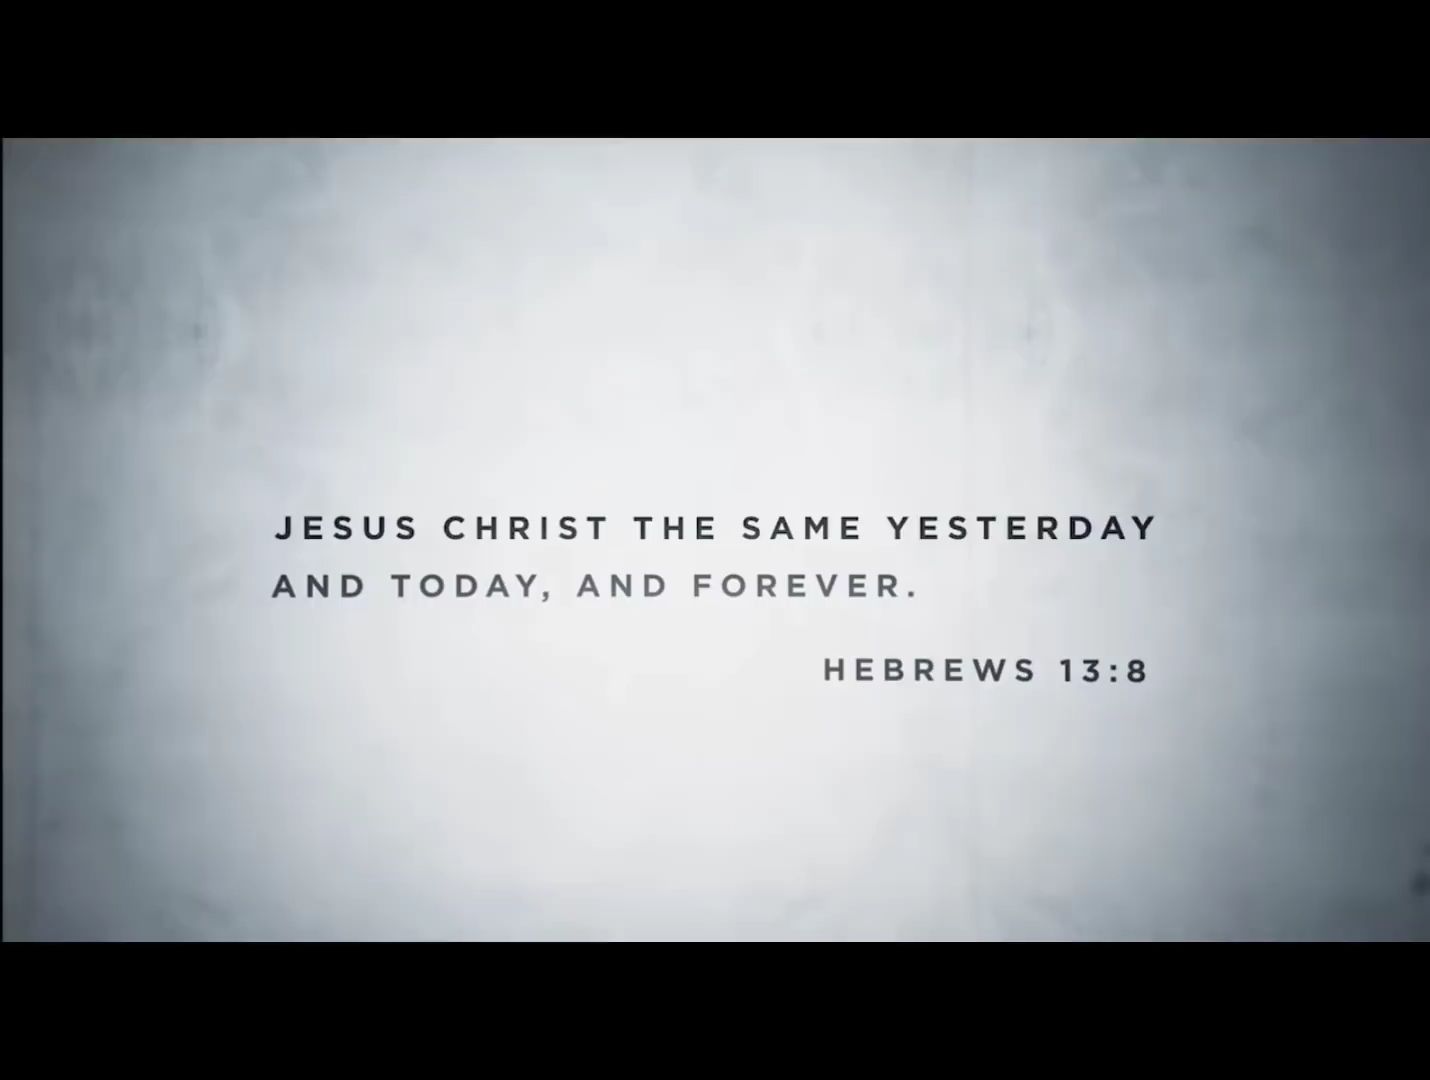 JESUS CHRIST THE SAME YESTERDAY
AND TODAY, AND FOREVER.
HEBREWS 13:8